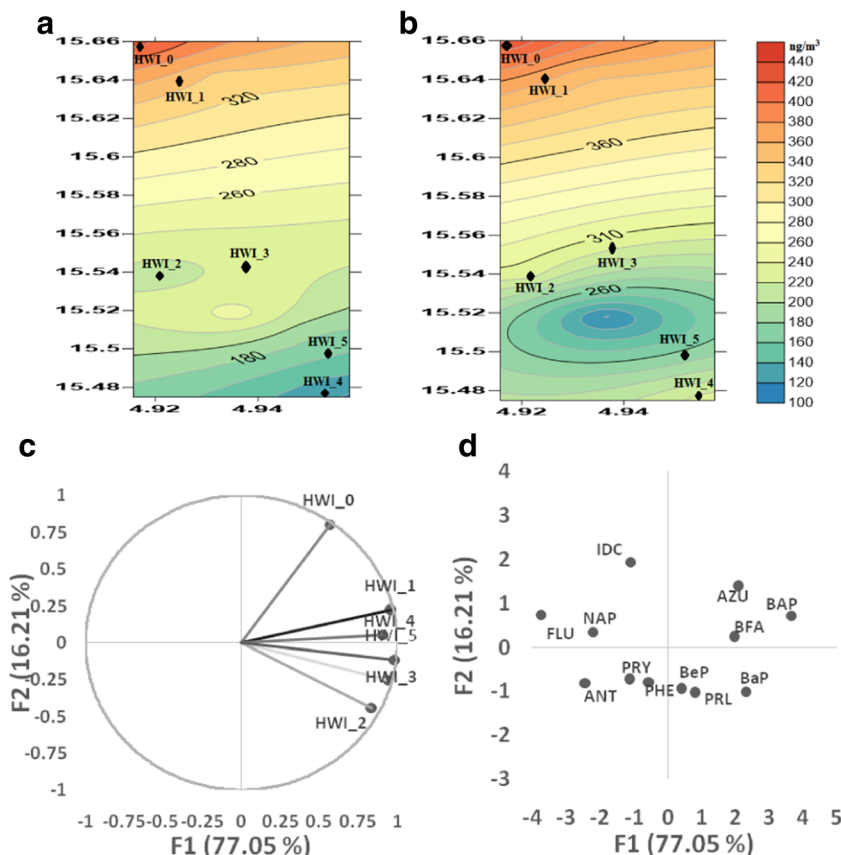 a
15.66
15.64
15.62
15.6
15.58
15.56
15.54
15.52
15.5
15.48
4.92 4.94
HWI_0
HWI_1
320
280
260
HWI_2
HWI_3
180
HWI_5
HWI_4
b
15.66
15.64
15.62
15.6
15.58
15.56
15.54
15.52
15.5
15.48
4.92 4.94
HWI_0
HWI_1
360
310
HWI_3
HWI_2
260
HWI_5
HWI_4
ng/m³
440
420
400
380
360
340
320
300
280
260
240
220
200
180
160
140
120
100
c
F2 (16.21 %)
1
0.75
0.5
0.25
0
-0.25
-0.5
-0.75
-1
HWI_0
HWI_1
HWI_4
HWI_5
HWI_3
HWI_2
-1 -0.75-0.5-0.25 0 0.25 0.5 0.75 1
F1 (77.05 %)
d
F2 (16.21 %)
4
3
2
1
0
-1
-2
-3
IDC
AZU
BAP
NAP
FLU
BFA
PRY
BeP
BaP
ANT
PHE
PRL
-4 -3 -2 -1 0 1 2 3 4 5
F1 (77.05 %)